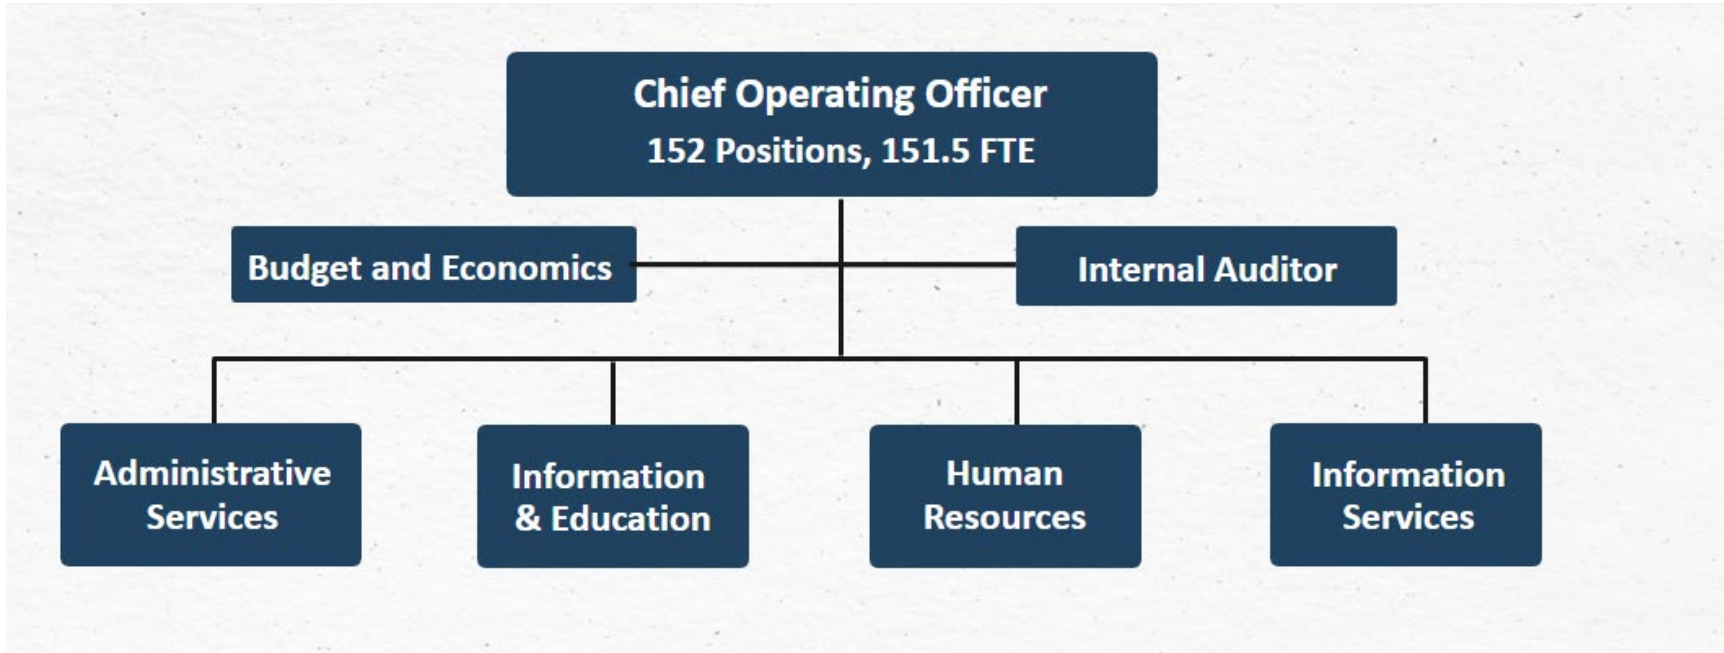 Chief Operating Officer
152 Positions, 151.5 FTE
Budget and Economics
Internal Auditor
Administrative
Services
Information
& Education
Human
Resources
Information
Services